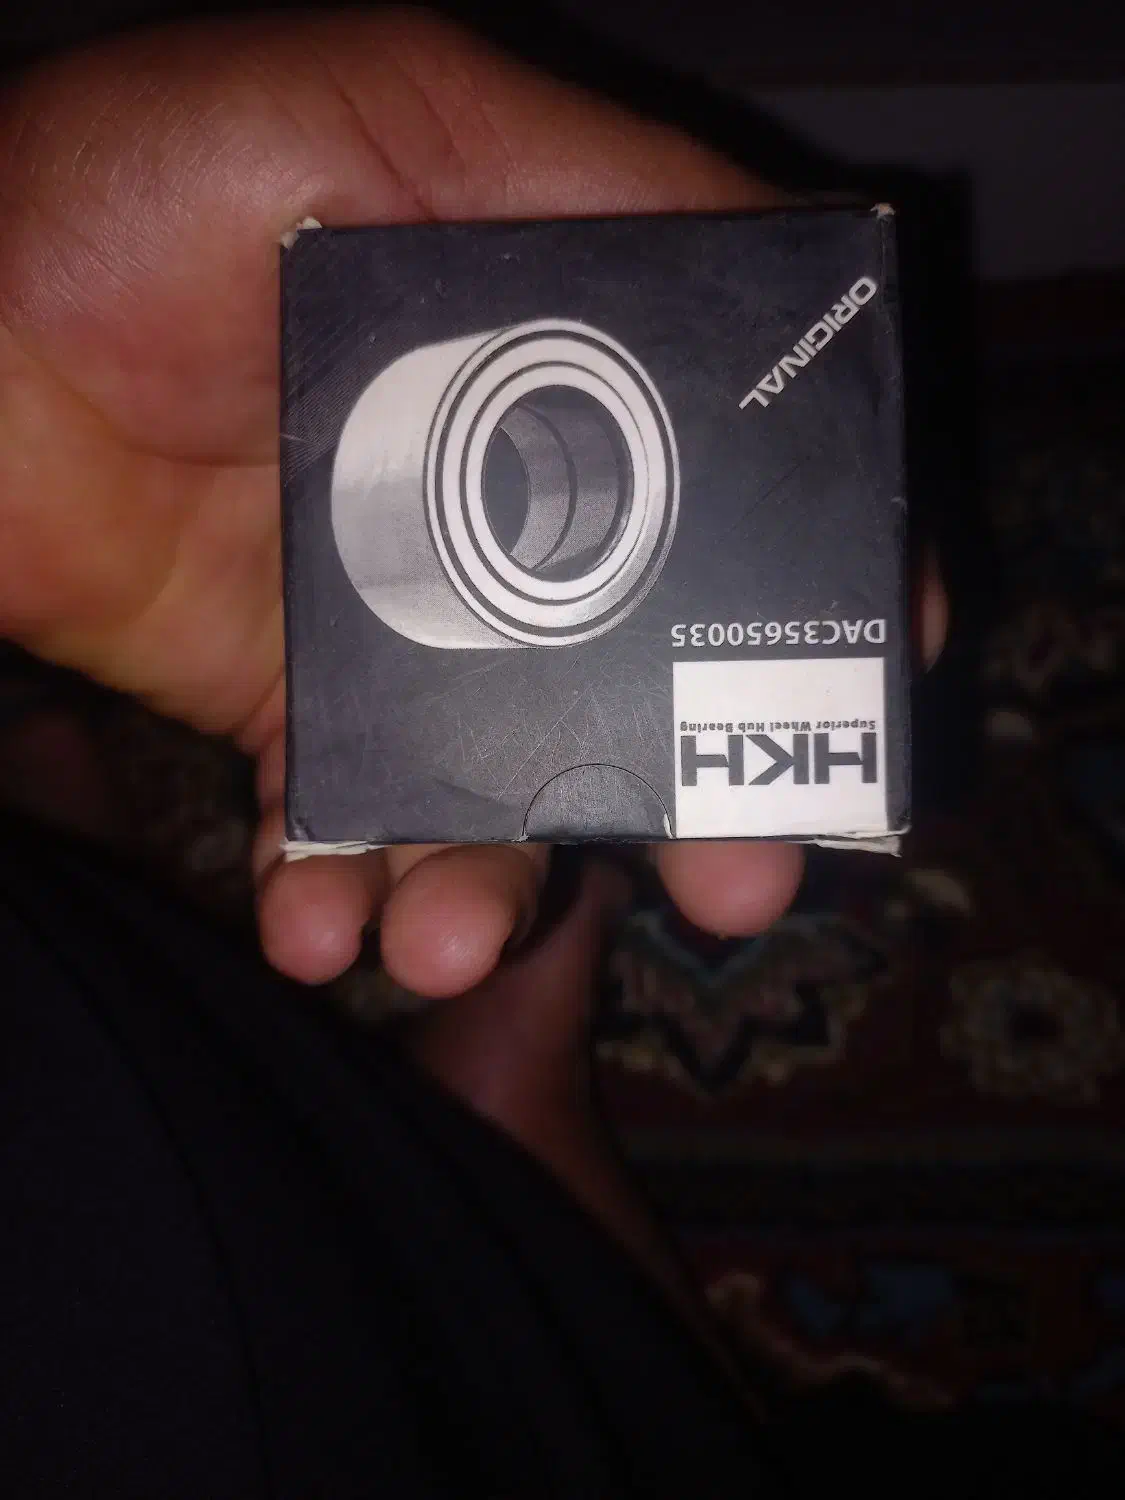 HKH
Superior Wheel Hub Bearing
DAC35650035
ORIGINAL